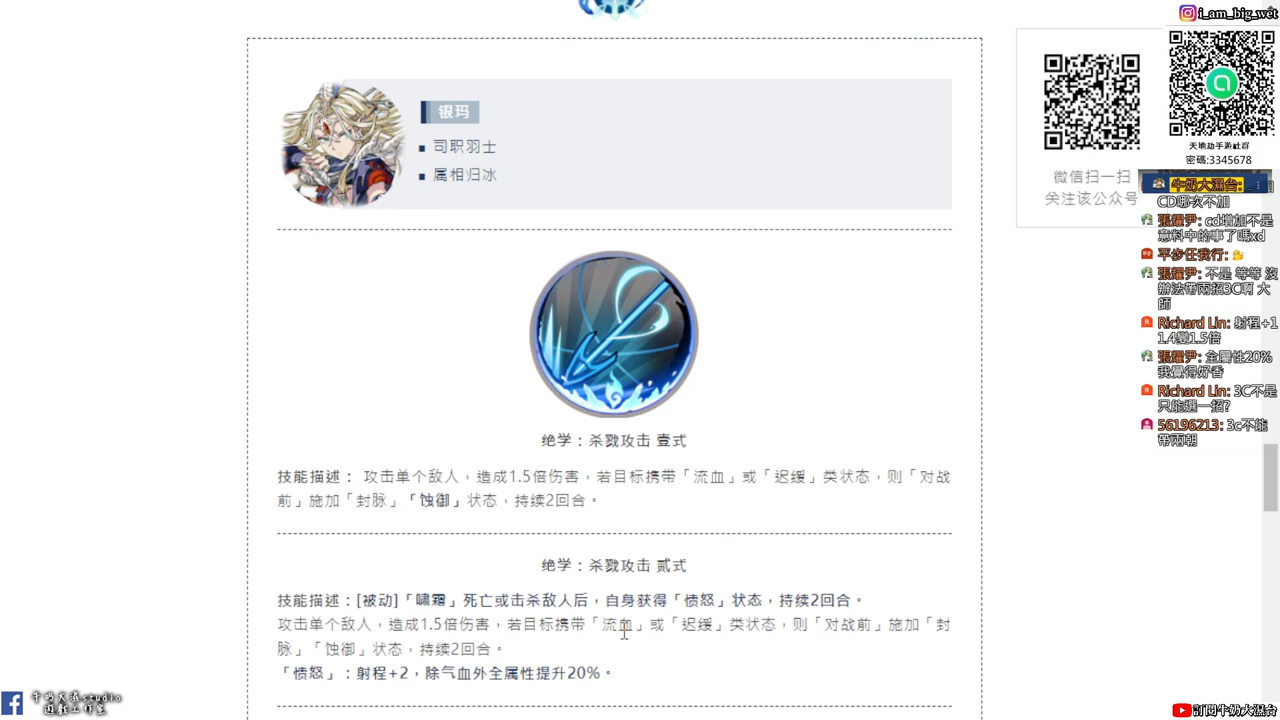 银玛
司职羽士
属相归冰
绝学：杀戮攻击 壹式
技能描述： 攻击单个敌人，造成1.5倍伤害，若目标携带「流血」或「迟缓」类状态，则「对战
前」施加「封脉」「蚀御」状态，持续2回合。
绝学：杀戮攻击 贰式
技能描述：[被动]「啸霜」死亡或击杀敌人后，自身获得「愤怒」状态，持续2回合。
攻击单个敌人，造成1.5倍伤害，若目标携带「流血」或「迟缓」类状态，则「对战前」施加「封
脉」「蚀御」状态，持续2回合。
「愤怒」：射程+2，除气血外全属性提升20%。
微信扫一扫
关注该公众号
i_am_big_wet
天地劫手游社群
密碼:3345678
牛奶大濕台:
CD哪次不加
張耀尹: cd增加不是
意料中的事了嗎xd
平步任我行:
張耀尹: 不是 等等 沒
辦法帶兩招3C啊 大
師
Richard Lin: 射程+1
1.4變1.5倍
張耀尹: 全屬性20%
我覺得好香
Richard Lin: 3C不是
只能選一招?
56196213: 3c不能
帶兩朝
牛奶大濕studio
遊戲工作室
訂閱牛奶大濕台